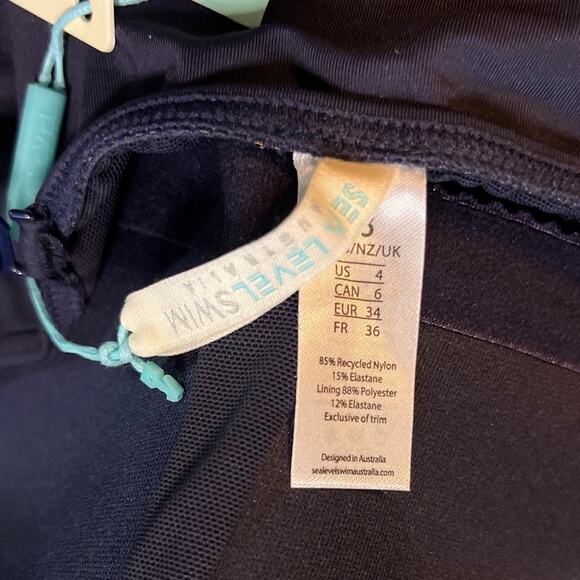 SEA LEVEL SWIM
AUSTRALIA
/NZ/UK
US 4
CAN 6
EUR 34
FR 36
85% Recycled Nylon
15% Elastane
Lining 88% Polyester
12% Elastane
Exclusive of trim
Designed in Australia
sealevelswimaustralia.com